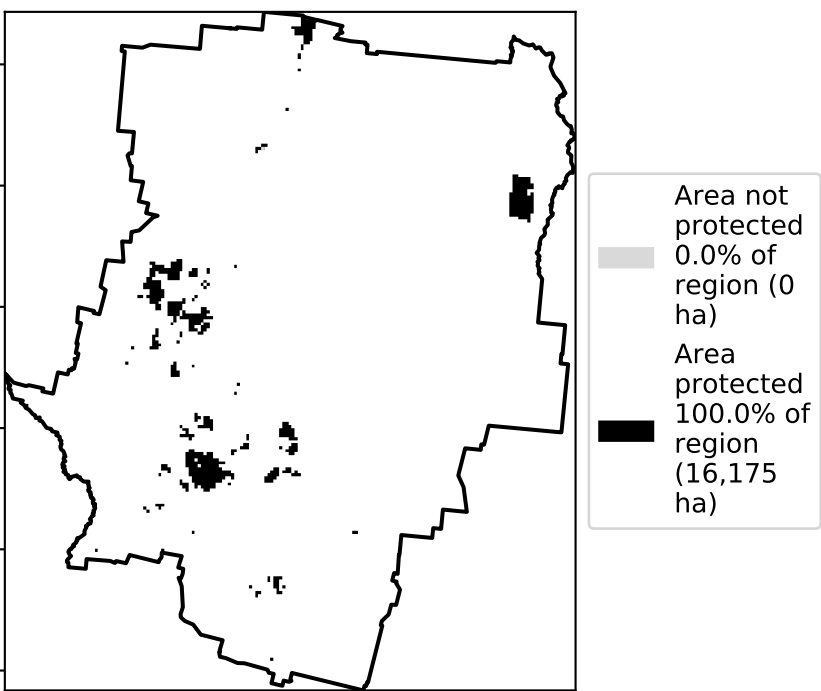 Area not
protected
0.0% of
region (0
ha)
Area
protected
100.0% of
region
(16,175
ha)